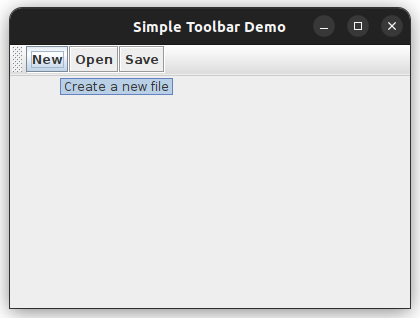 Simple Toolbar Demo
New Open Save
Create a new file